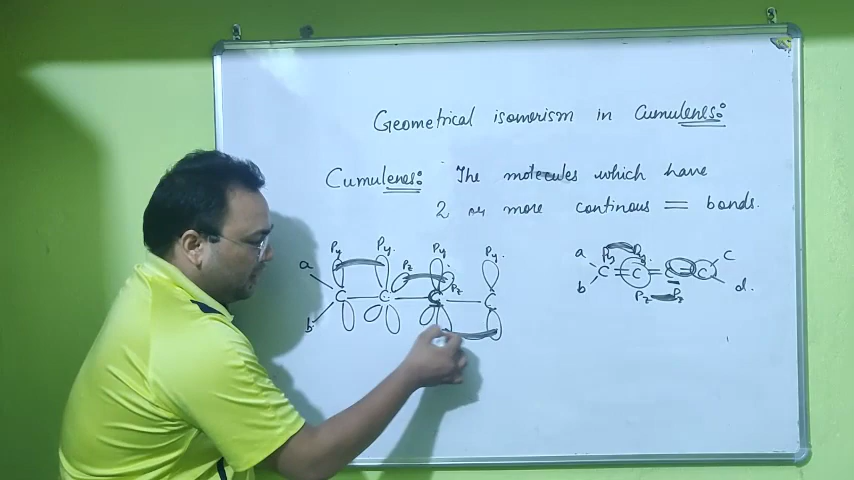 Geometrical isomerism in Cumulenes:
Cumulenes: The molecules which have
2 or more continous = bonds.
Py Py. Py. Py.
a Pz Pz
C C C C
b
a Py Py. c
C = C = C = C
b Pz Pz d.